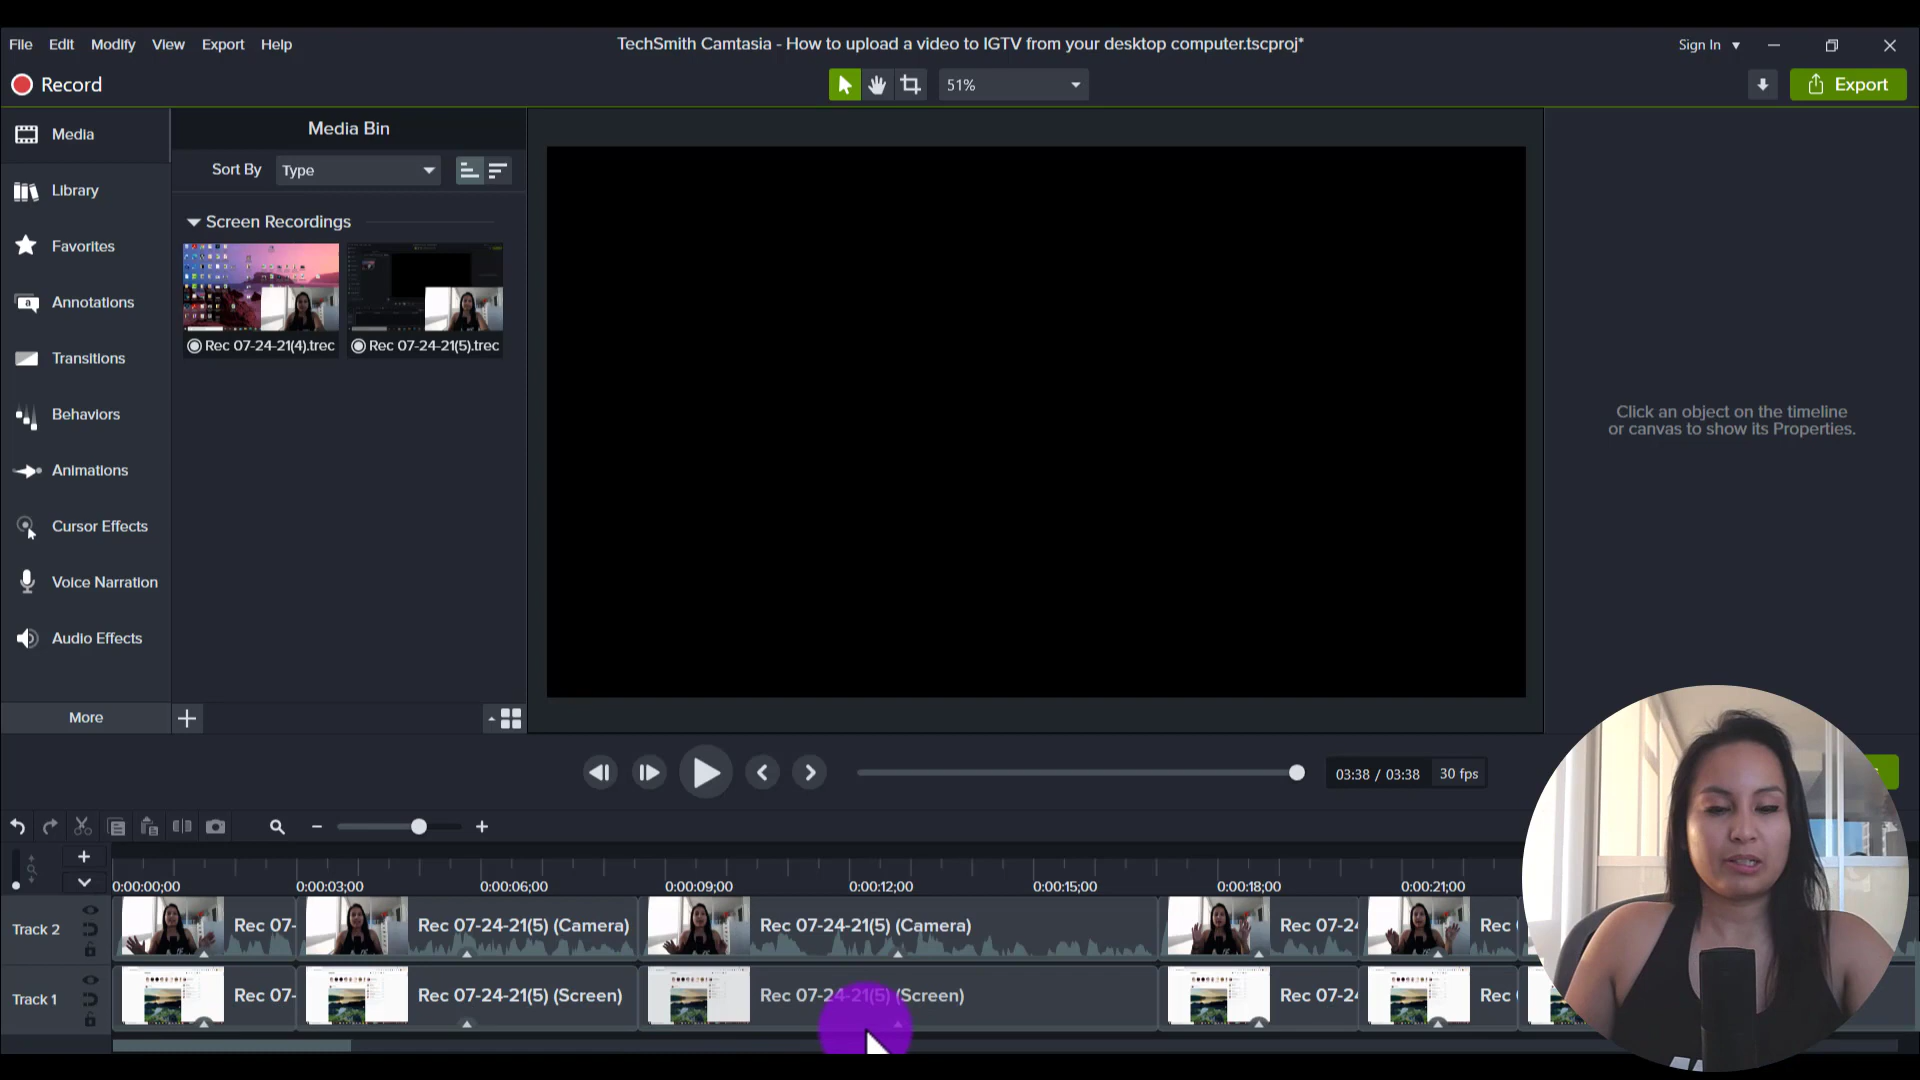 File Edit Modify View Export Help
TechSmith Camtasia - How to upload a video to IGTV from your desktop computer.tscproj*
Sign In
Record
51%
Export
Media
Library
Favorites
Annotations
Transitions
Behaviors
Animations
Cursor Effects
Voice Narration
Audio Effects
More
Media Bin
Sort By Type
Screen Recordings
Rec 07-24-21(4).trec Rec 07-24-21(5).trec
Click an object on the timeline
or canvas to show its Properties.
03:38 / 03:38 30 fps
0:00:00;00 0:00:03;00 0:00:06;00 0:00:09;00 0:00:12;00 0:00:15;00 0:00:18;00 0:00:21;00
Track 2 Rec 07- Rec 07-24-21(5) (Camera) Rec 07-24-21(5) (Camera) Rec 07-24 Rec
Track 1 Rec 07- Rec 07-24-21(5) (Screen) Rec 07-24-21(5) (Screen) Rec 07-24 Rec